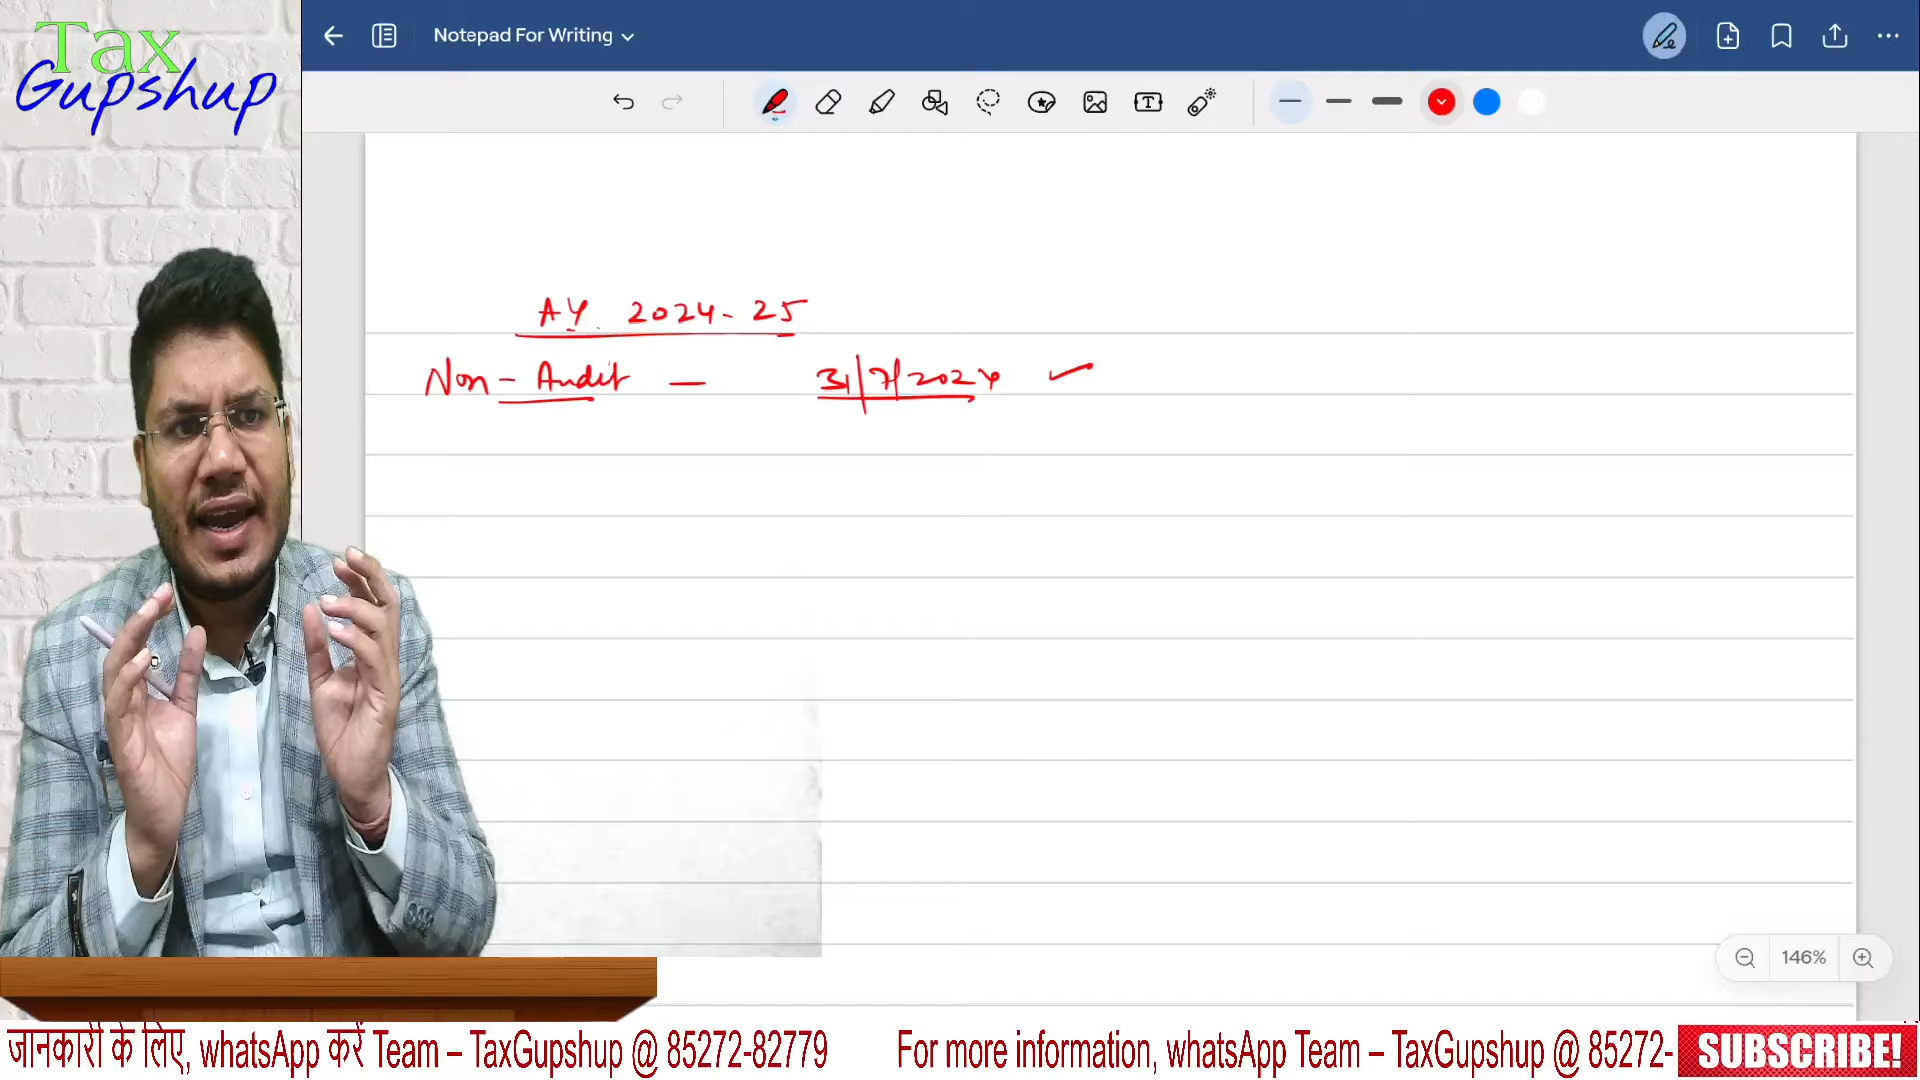 Tax
Gupshup
Notepad For Writing
AY. 2024-25
Non-Audit — 31/7/2024
146%
जानकारी के लिए, whatsApp करें Team – TaxGupshup @ 85272-82779 For more information, whatsApp Team – TaxGupshup @ 85272-
SUBSCRIBE!